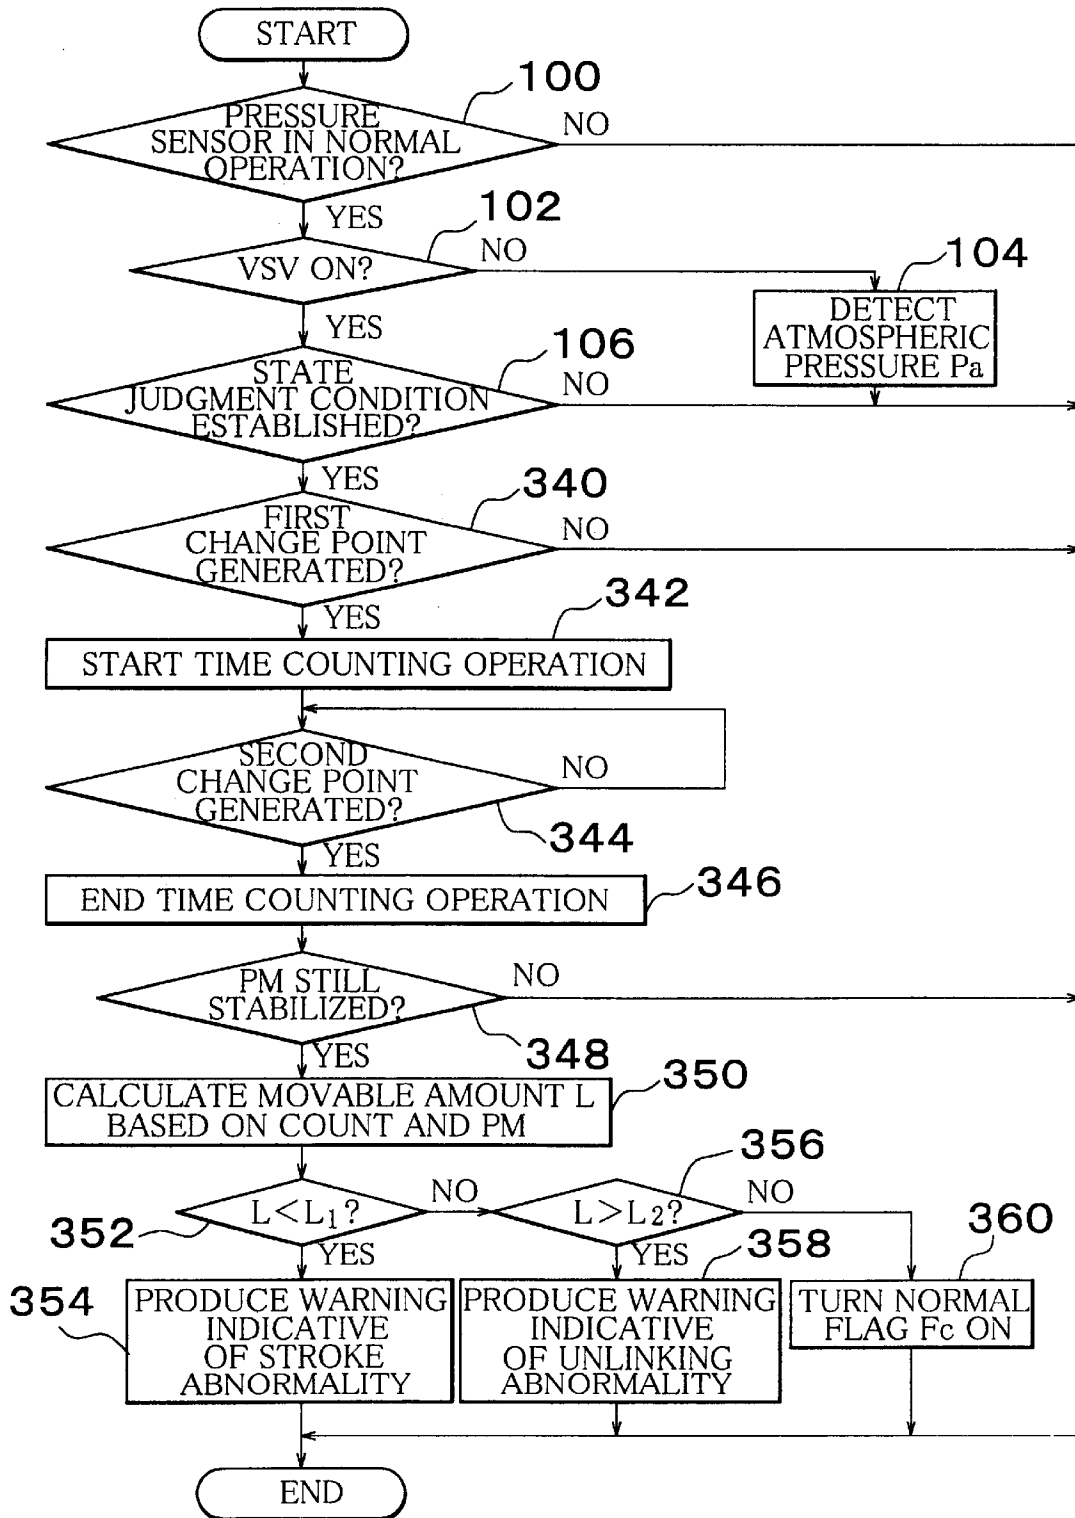 START
100
PRESSURE
SENSOR IN NORMAL
OPERATION?
NO
YES
102
VSV ON?
NO
104
DETECT
ATMOSPHERIC
PRESSURE Pa
YES
106
STATE
JUDGMENT CONDITION
ESTABLISHED?
NO
YES
340
FIRST
CHANGE POINT
GENERATED?
NO
YES
342
START TIME COUNTING OPERATION
SECOND
CHANGE POINT
GENERATED?
NO
344
YES
346
END TIME COUNTING OPERATION
PM STILL
STABILIZED?
NO
348
YES
350
CALCULATE MOVABLE AMOUNT L
BASED ON COUNT AND PM
356
L<L1?
NO
L>L2?
NO
352
YES
YES
358
360
354
PRODUCE WARNING
INDICATIVE
OF STROKE
ABNORMALITY
PRODUCE WARNING
INDICATIVE
OF UNLINKING
ABNORMALITY
TURN NORMAL
FLAG Fc ON
END